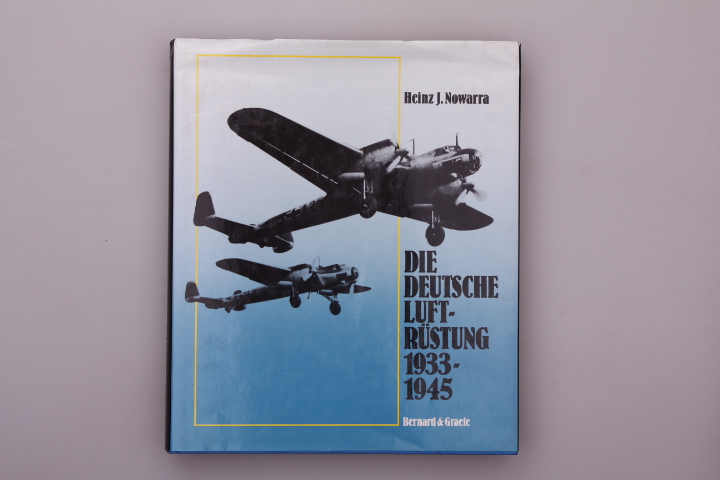 Heinz J. Nowarra
DIE
DEUTSCHE
LUFT-
RÜSTUNG
1933-
1945
Bernard & Graefe